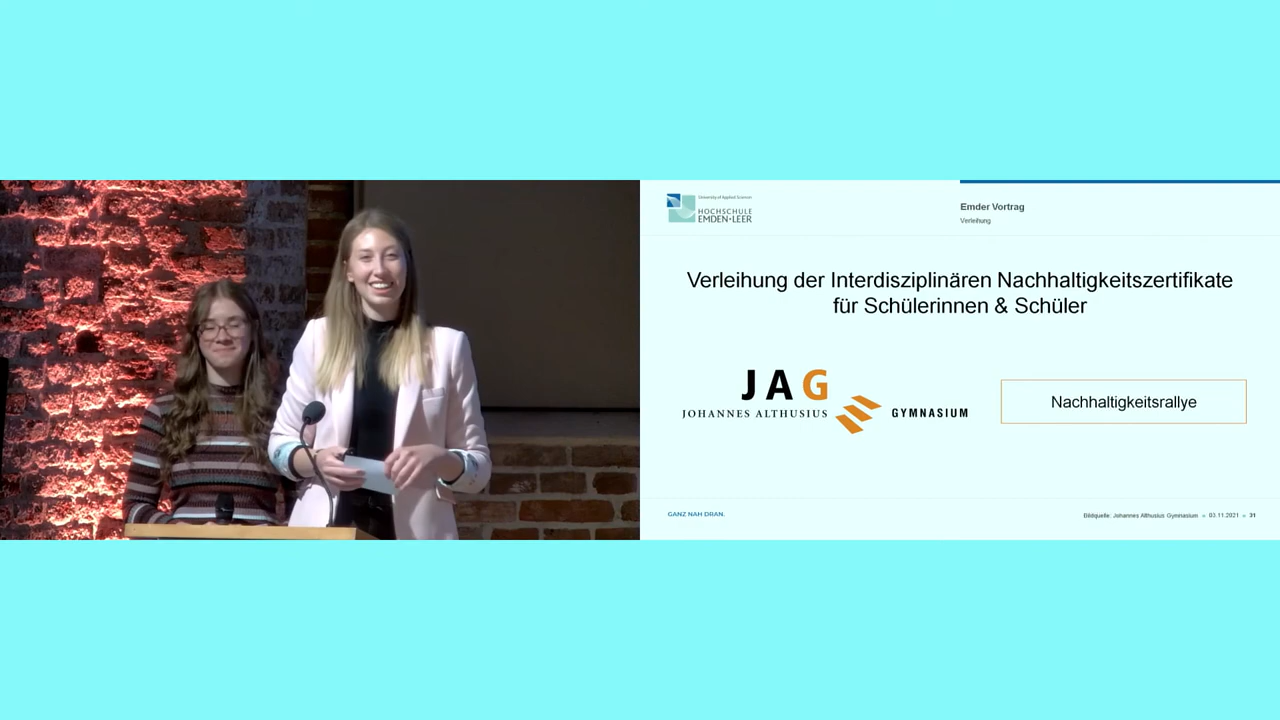 University of Applied Sciences
HOCHSCHULE
EMDEN•LEER
Emder Vortrag
Verleihung
Verleihung der Interdisziplinären Nachhaltigkeitszertifikate
für Schülerinnen & Schüler
JAG
JOHANNES ALTHUSIUS GYMNASIUM
Nachhaltigkeitsrallye
GANZ NAH DRAN.
Bildquelle: Johannes Althusius Gymnasium 03.11.2021 31